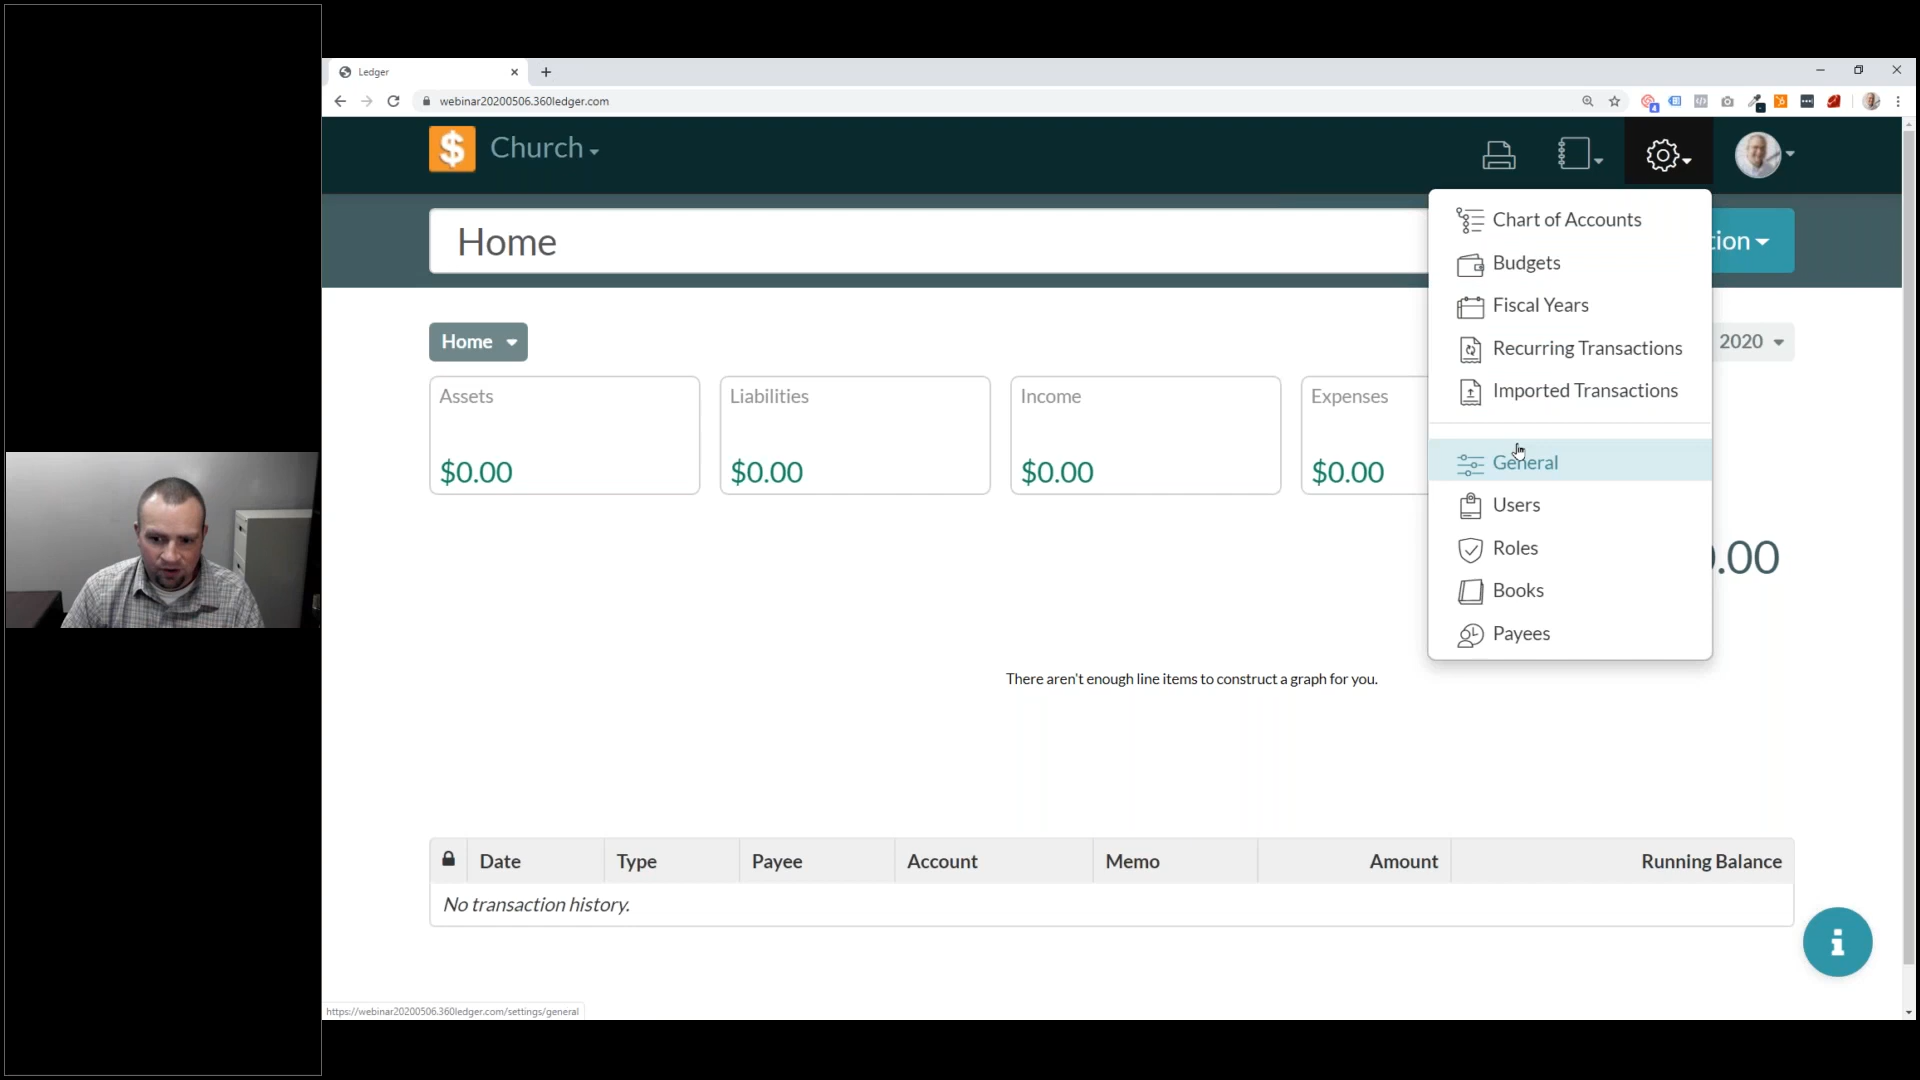 Ledger
webinar20200506.360ledger.com
$
Church
Home
tion
Chart of Accounts
Budgets
Fiscal Years
Recurring Transactions
Imported Transactions
General
Users
Roles
Books
Payees
Home
2020
Assets
Liabilities
Income
Expenses
$0.00
$0.00
$0.00
$0.00
.00
There aren't enough line items to construct a graph for you.
Date
Type
Payee
Account
Memo
Amount
Running Balance
No transaction history.
i
https://webinar20200506.360ledger.com/settings/general